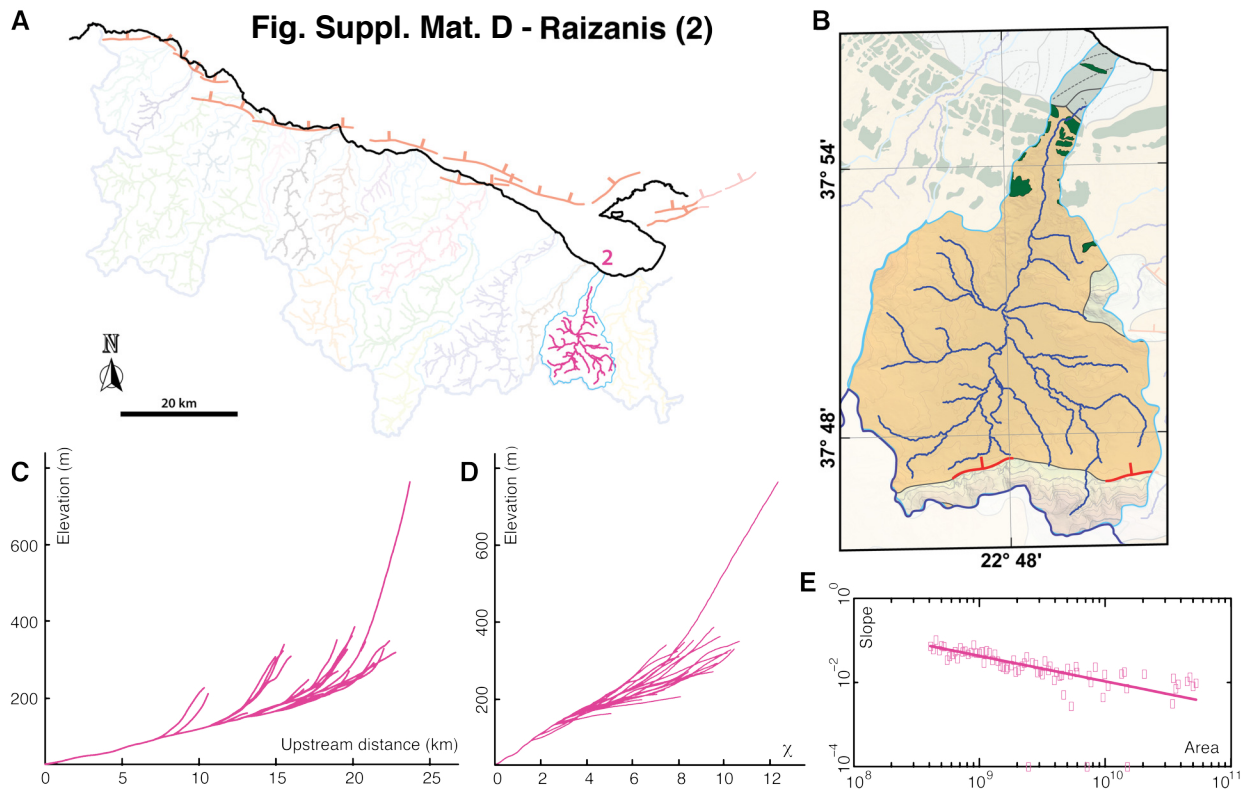 A
Fig. Suppl. Mat. D - Raizanis (2)
2
N
20 km
B
37° 54'
37° 48'
22° 48'
C
Elevation (m)
600
400
200
0
5
10
15
20
25
Upstream distance (km)
D
Elevation (m)
600
400
200
0
2
4
6
8
10
12
χ
E
Slope
10^0
10^-2
10^-4
10^8
10^9
10^10
10^11
Area